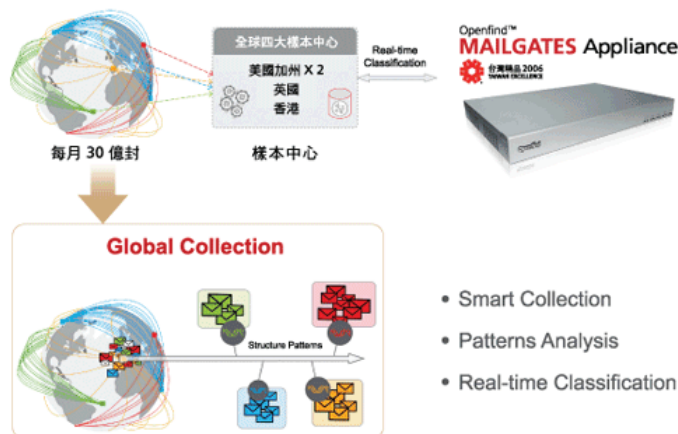 全球四大樣本中心
美國加州 X 2
英國
香港
每月 30 億封
樣本中心
Real-time
Classification
Openfind™
MAILGATES Appliance
台灣精品 2006
TAIWAN EXCELLENCE
Openfind
Global Collection
Structure Patterns
• Smart Collection
• Patterns Analysis
• Real-time Classification